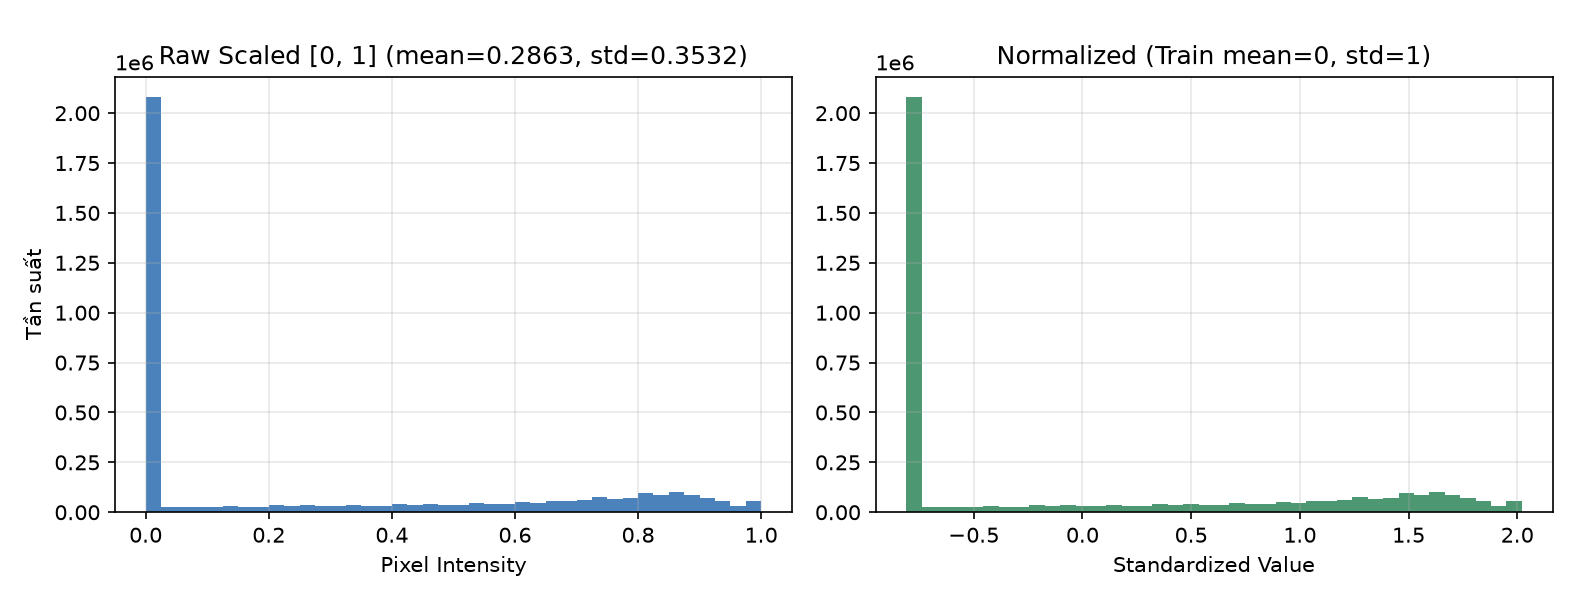 Raw Scaled [0, 1] (mean=0.2863, std=0.3532)
1e6
2.00
1.75
1.50
1.25
1.00
0.75
0.50
0.25
0.00
Tần suất
0.0 0.2 0.4 0.6 0.8 1.0
Pixel Intensity
Normalized (Train mean=0, std=1)
1e6
2.00
1.75
1.50
1.25
1.00
0.75
0.50
0.25
0.00
−0.5 0.0 0.5 1.0 1.5 2.0
Standardized Value